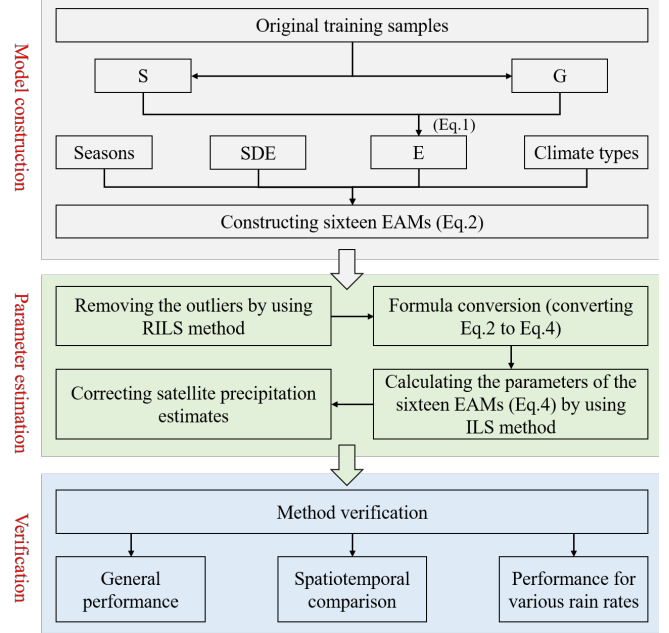 Model construction
Original training samples
S
G
(Eq.1)
Seasons
SDE
E
Climate types
Constructing sixteen EAMs (Eq.2)
Parameter estimation
Removing the outliers by using
RILS method
Formula conversion (converting
Eq.2 to Eq.4)
Correcting satellite precipitation
estimates
Calculating the parameters of the
sixteen EAMs (Eq.4) by using
ILS method
Verification
Method verification
General
performance
Spatiotemporal
comparison
Performance for
various rain rates